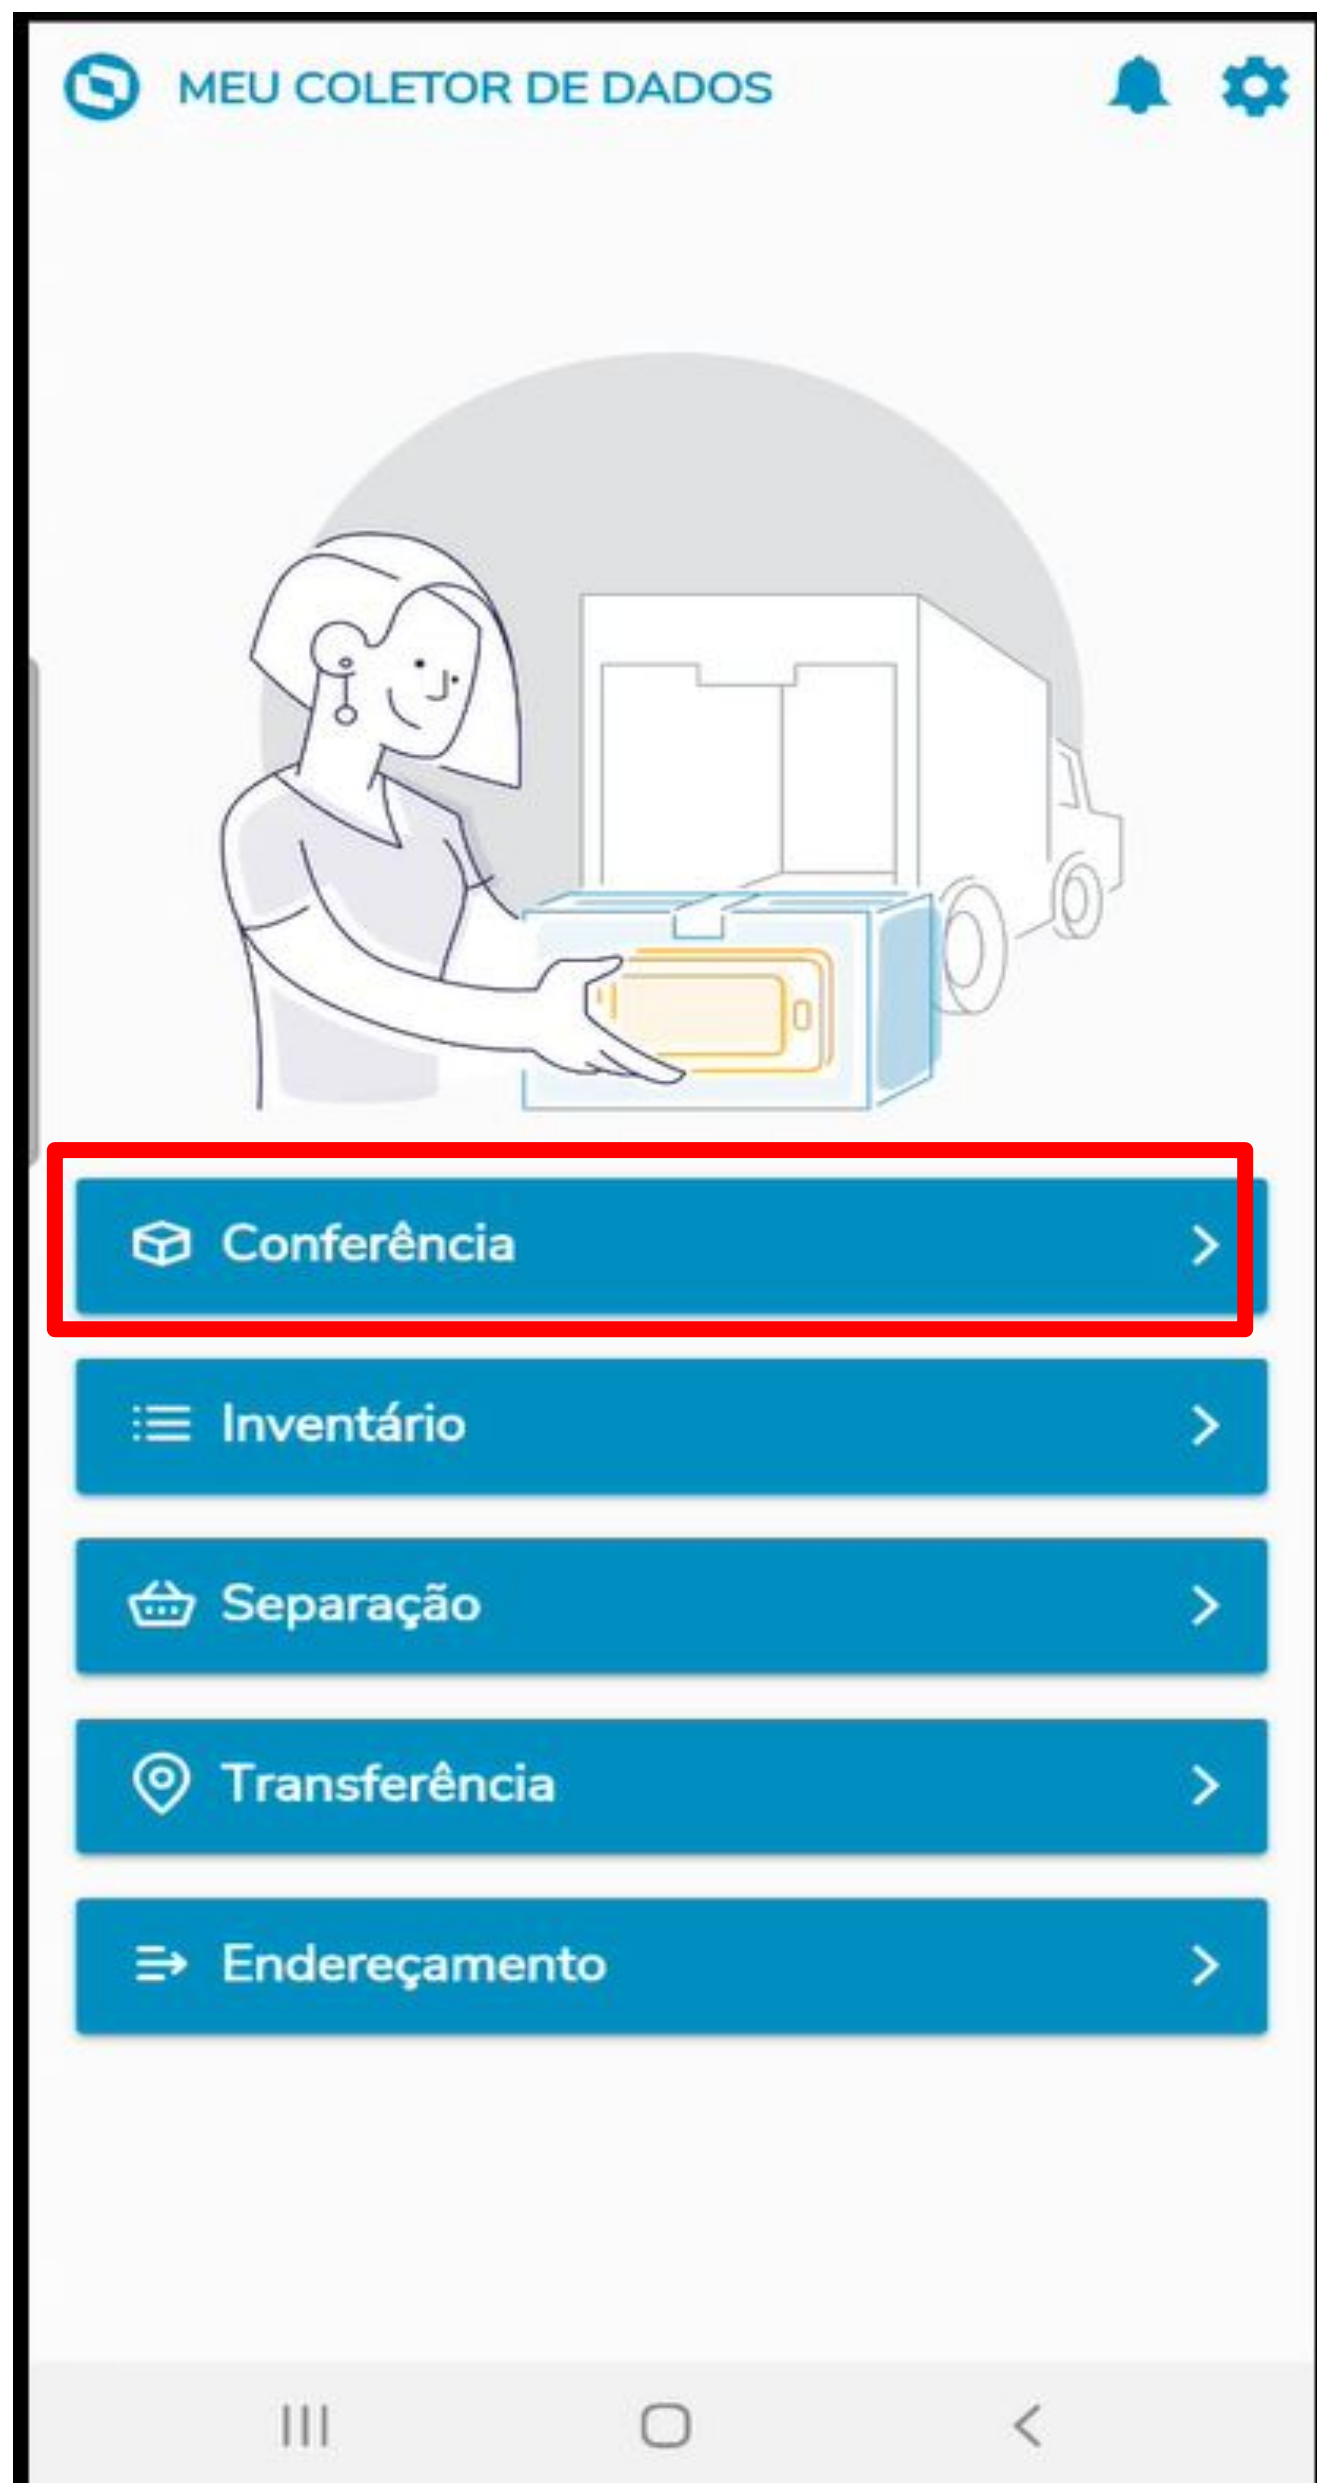 MEU COLETOR DE DADOS
Conferência
Inventário
Separação
Transferência
Endereçamento